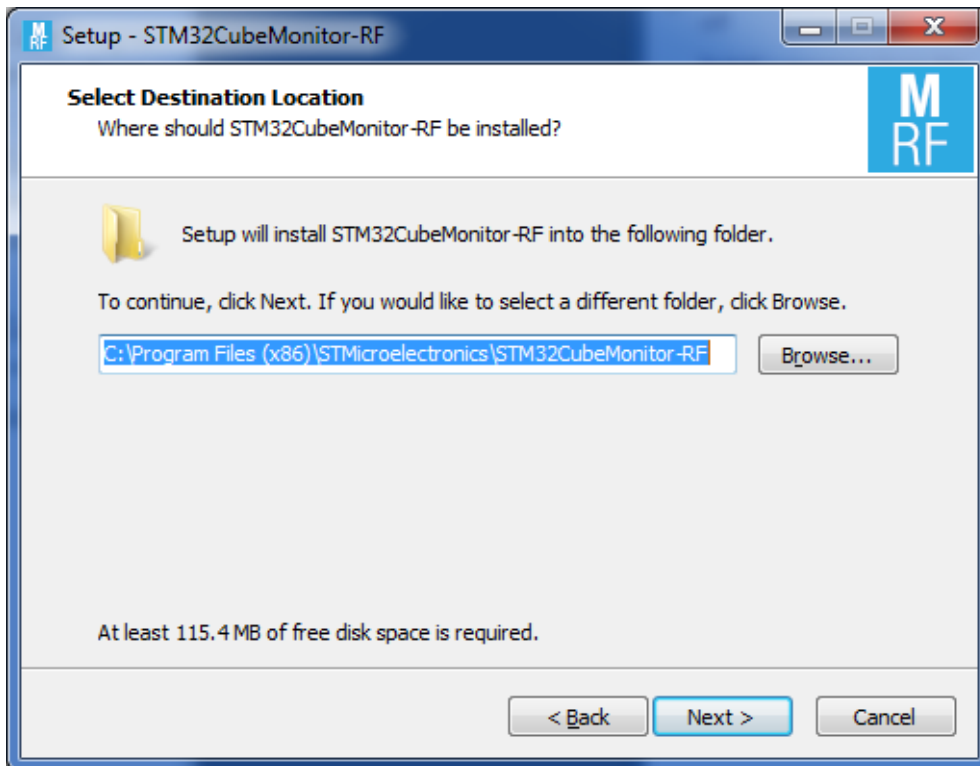 M
RF
Setup - STM32CubeMonitor-RF
Select Destination Location
Where should STM32CubeMonitor-RF be installed?
M
RF
Setup will install STM32CubeMonitor-RF into the following folder.
To continue, click Next. If you would like to select a different folder, click Browse.
C:\Program Files (x86)\STMicroelectronics\STM32CubeMonitor-RF
Browse...
At least 115.4 MB of free disk space is required.
< Back
Next >
Cancel